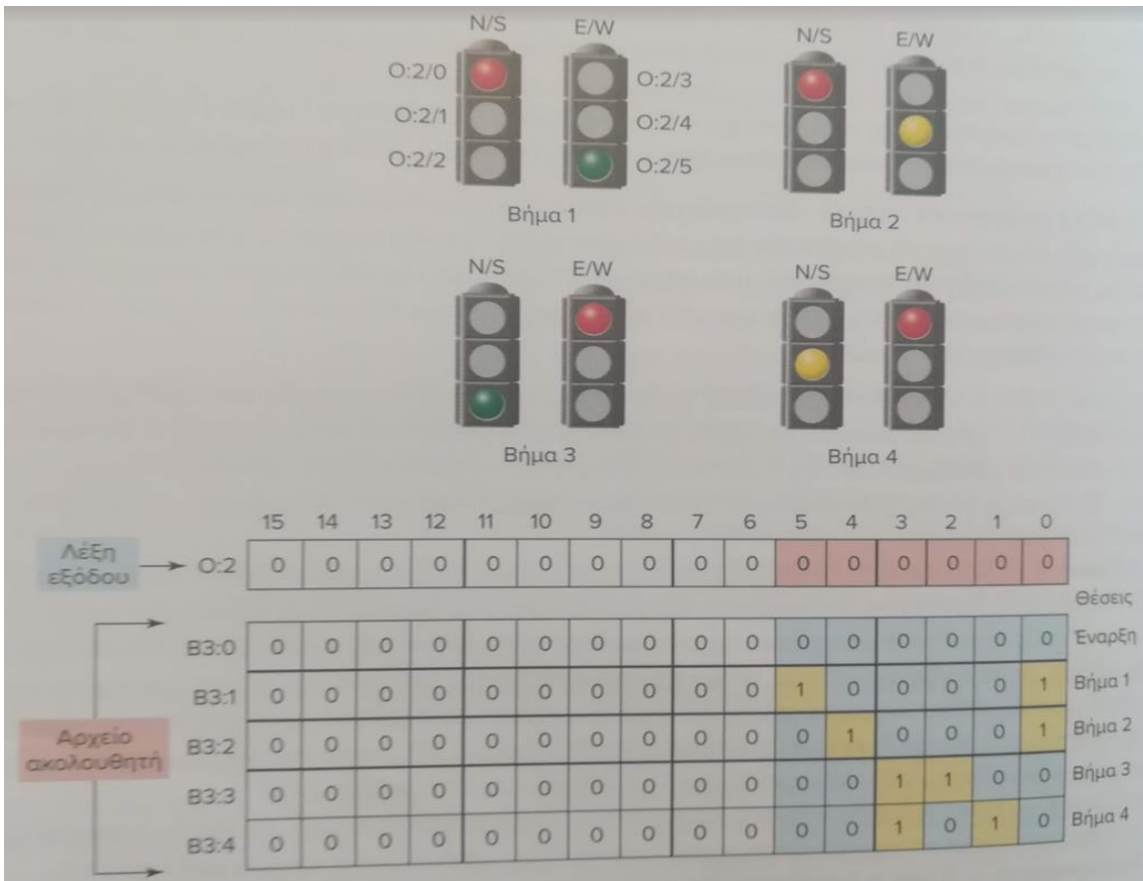 N/S E/W
N/S E/W
O:2/0 O:2/3
O:2/1 O:2/4
O:2/2 O:2/5
Βήμα 1
Βήμα 2
N/S E/W
N/S E/W
Βήμα 3
Βήμα 4
15 14 13 12 11 10 9 8 7 6 5 4 3 2 1 0
Λέξη
εξόδου
O:2 0 0 0 0 0 0 0 0 0 0 0 0 0 0 0 0
Θέσεις
B3:0 0 0 0 0 0 0 0 0 0 0 0 0 0 0 0 0 Έναρξη
B3:1 0 0 0 0 0 0 0 0 0 0 1 0 0 0 0 1 Βήμα 1
Αρχείο
ακολουθητή
B3:2 0 0 0 0 0 0 0 0 0 0 0 1 0 0 0 1 Βήμα 2
B3:3 0 0 0 0 0 0 0 0 0 0 0 0 1 1 0 0 Βήμα 3
B3:4 0 0 0 0 0 0 0 0 0 0 0 0 1 0 1 0 Βήμα 4